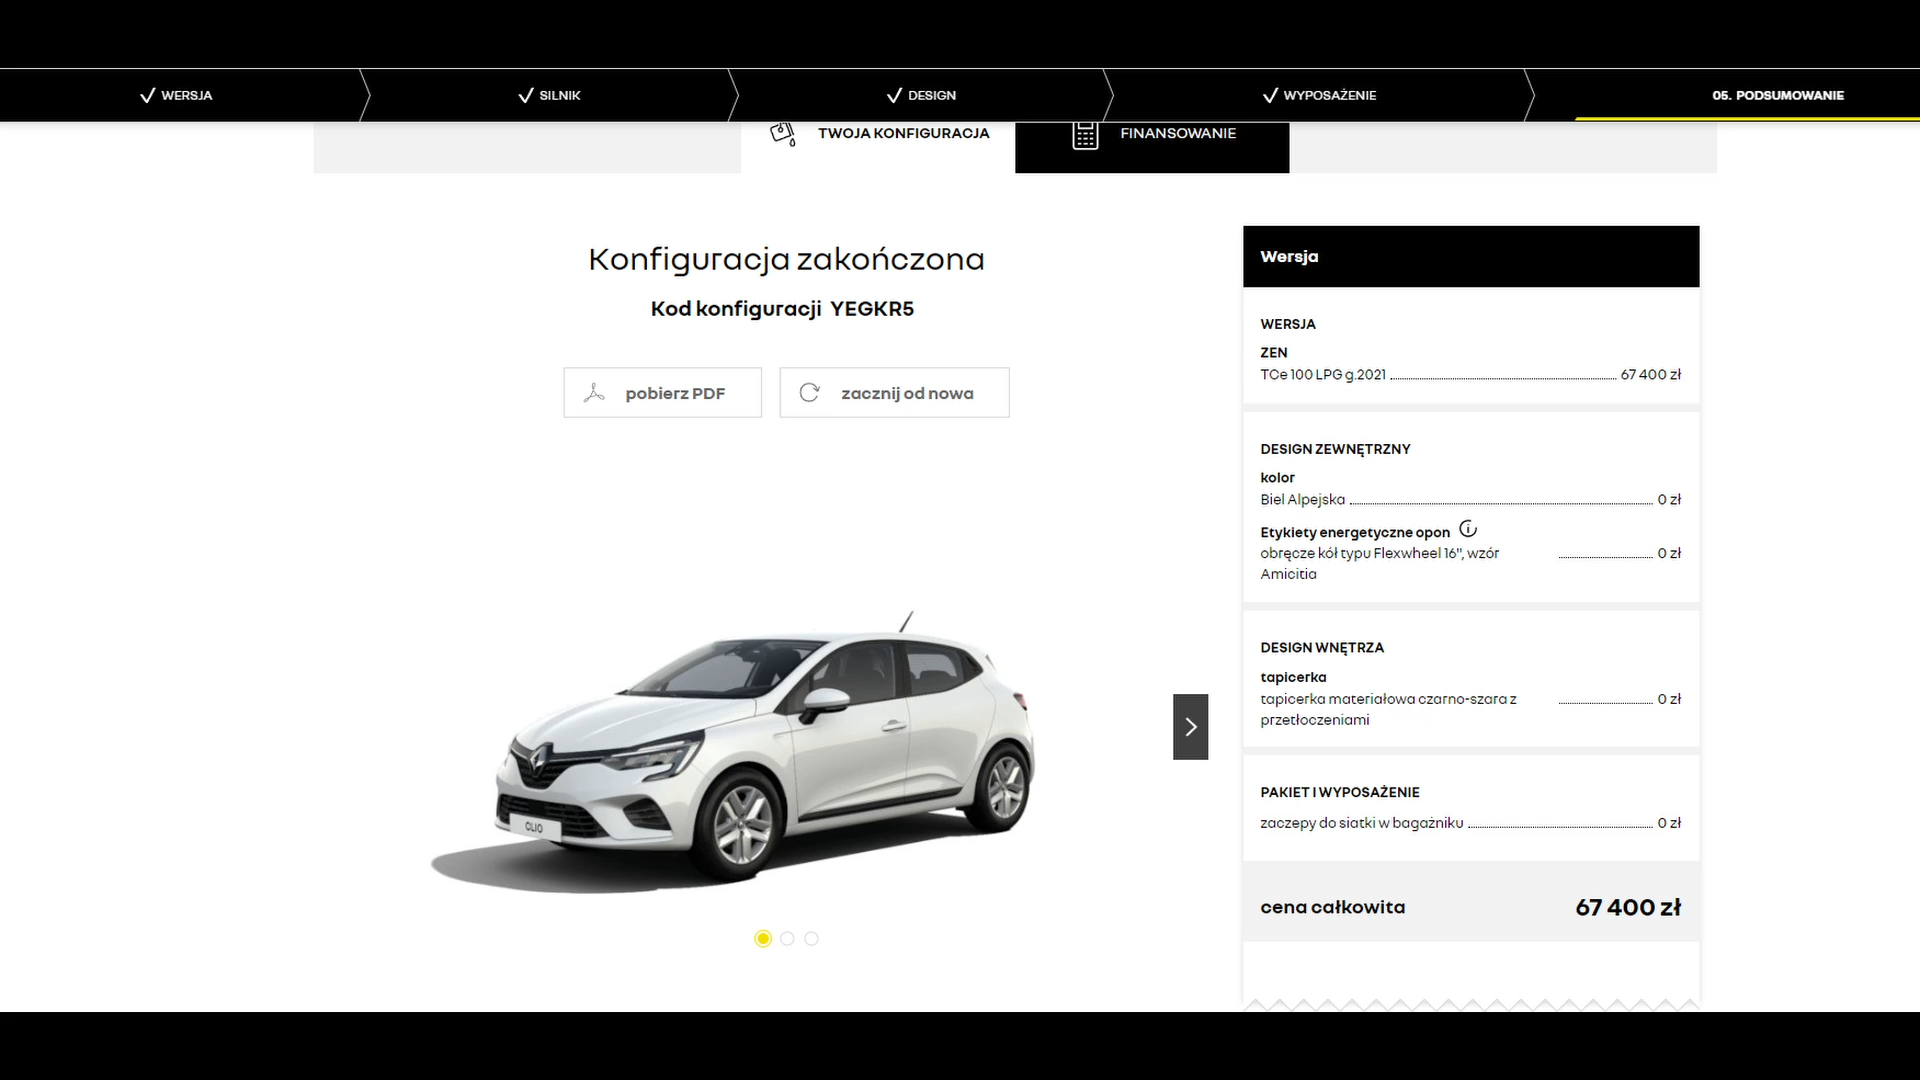 WERSJA
SILNIK
DESIGN
WYPOSAŻENIE
05. PODSUMOWANIE
TWOJA KONFIGURACJA
FINANSOWANIE
Konfiguracja zakończona
Kod konfiguracji YEGKR5
pobierz PDF
zacznij od nowa
CLIO
Wersja
WERSJA
ZEN
TCe 100 LPG g.2021 67 400 zł
DESIGN ZEWNĘTRZNY
kolor
Biel Alpejska 0 zł
Etykiety energetyczne opon
obręcze kół typu Flexwheel 16", wzór 0 zł
Amicitia
DESIGN WNĘTRZA
tapicerka
tapicerka materiałowa czarno-szara z 0 zł
przetłoczeniami
PAKIET I WYPOSAŻENIE
zaczepy do siatki w bagażniku 0 zł
cena całkowita 67 400 zł